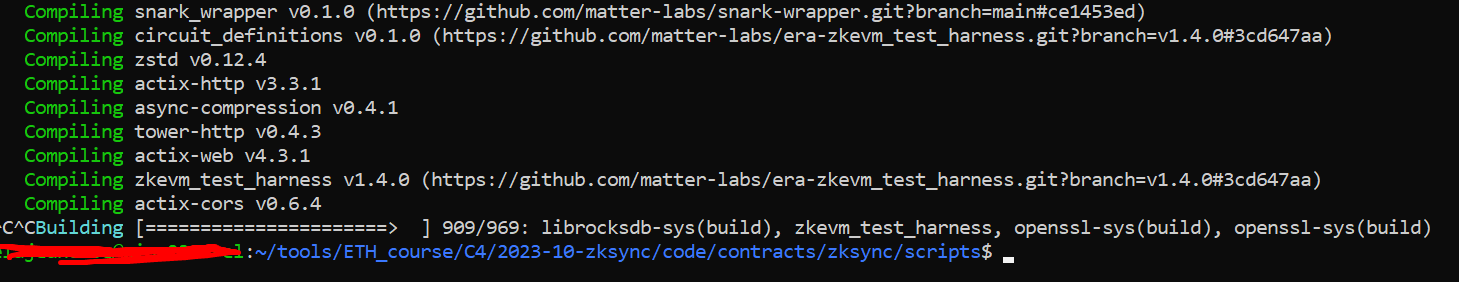 Compiling snark_wrapper v0.1.0 (https://github.com/matter-labs/snark-wrapper.git?branch=main#ce1453ed)
Compiling circuit_definitions v0.1.0 (https://github.com/matter-labs/era-zkevm_test_harness.git?branch=v1.4.0#3cd647aa)
Compiling zstd v0.12.4
Compiling actix-http v3.3.1
Compiling async-compression v0.4.1
Compiling tower-http v0.4.3
Compiling actix-web v4.3.1
Compiling zkevm_test_harness v1.4.0 (https://github.com/matter-labs/era-zkevm_test_harness.git?branch=v1.4.0#3cd647aa)
Compiling actix-cors v0.6.4
^C^CBuilding [=====================>  ] 909/969: librocksdb-sys(build), zkevm_test_harness, openssl-sys(build), openssl-sys(build)
:~/tools/ETH_course/C4/2023-10-zksync/code/contracts/zksync/scripts$